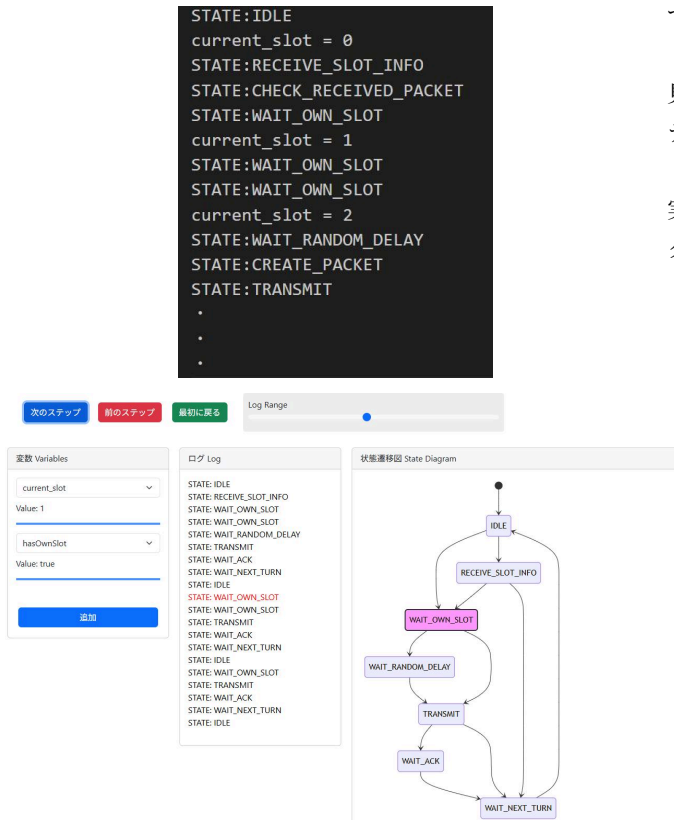 STATE:IDLE
current_slot = 0
STATE:RECEIVE_SLOT_INFO
STATE:CHECK_RECEIVED_PACKET
STATE:WAIT_OWN_SLOT
current_slot = 1
STATE:WAIT_OWN_SLOT
STATE:WAIT_OWN_SLOT
current_slot = 2
STATE:WAIT_RANDOM_DELAY
STATE:CREATE_PACKET
STATE:TRANSMIT
.
.
.
次のステップ
前のステップ
最初に戻る
Log Range
変数 Variables
current_slot
Value: 1
hasOwnSlot
Value: true
追加
ログ Log
STATE: IDLE
STATE: RECEIVE_SLOT_INFO
STATE: WAIT_OWN_SLOT
STATE: WAIT_OWN_SLOT
STATE: WAIT_RANDOM_DELAY
STATE: TRANSMIT
STATE: WAIT_ACK
STATE: WAIT_NEXT_TURN
STATE: IDLE
STATE: WAIT_OWN_SLOT
STATE: WAIT_OWN_SLOT
STATE: TRANSMIT
STATE: WAIT_ACK
STATE: WAIT_NEXT_TURN
STATE: IDLE
STATE: WAIT_OWN_SLOT
STATE: TRANSMIT
STATE: WAIT_ACK
STATE: WAIT_NEXT_TURN
STATE: IDLE
状態遷移図 State Diagram
IDLE
RECEIVE_SLOT_INFO
WAIT_OWN_SLOT
WAIT_RANDOM_DELAY
TRANSMIT
WAIT_ACK
WAIT_NEXT_TURN